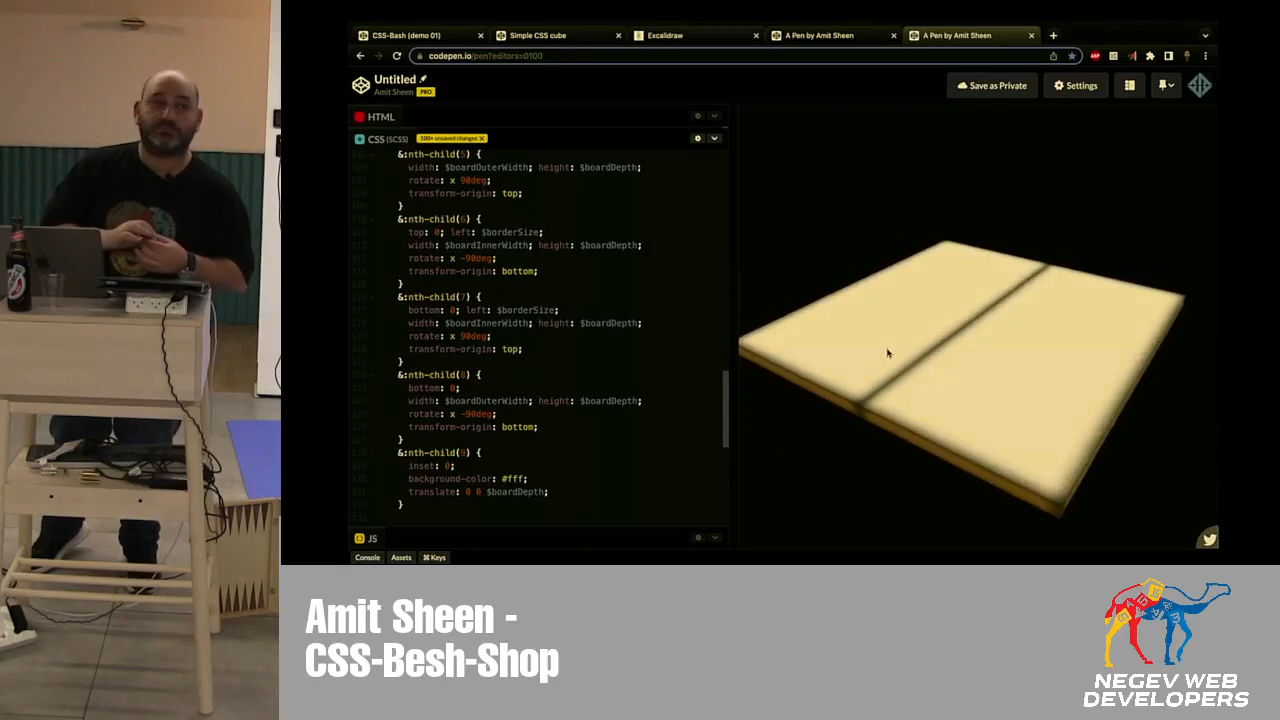 CSS-Bash (demo 01)
Simple CSS cube
Excalidraw
A Pen by Amit Sheen
A Pen by Amit Sheen
codepen.io/pen?editors=0100
Untitled
Amit Sheen
PRO
Save as Private
Settings
HTML
CSS (SCSS)
100+ unsaved changes X
&:nth-child(5) {
width: $boardOuterWidth; height: $boardDepth;
rotate: x 90deg;
transform-origin: top;
}
&:nth-child(6) {
top: 0; left: $borderSize;
width: $boardInnerWidth; height: $boardDepth;
rotate: x -90deg;
transform-origin: bottom;
}
&:nth-child(7) {
bottom: 0; left: $borderSize;
width: $boardInnerWidth; height: $boardDepth;
rotate: x 90deg;
transform-origin: top;
}
&:nth-child(8) {
bottom: 0;
width: $boardOuterWidth; height: $boardDepth;
rotate: x -90deg;
transform-origin: bottom;
}
&:nth-child(9) {
inset: 0;
background-color: #fff;
translate: 0 0 $boardDepth;
}
JS
Console
Assets
⌘ Keys
Amit Sheen -
CSS-Besh-Shop
NEGEV WEB
DEVELOPERS